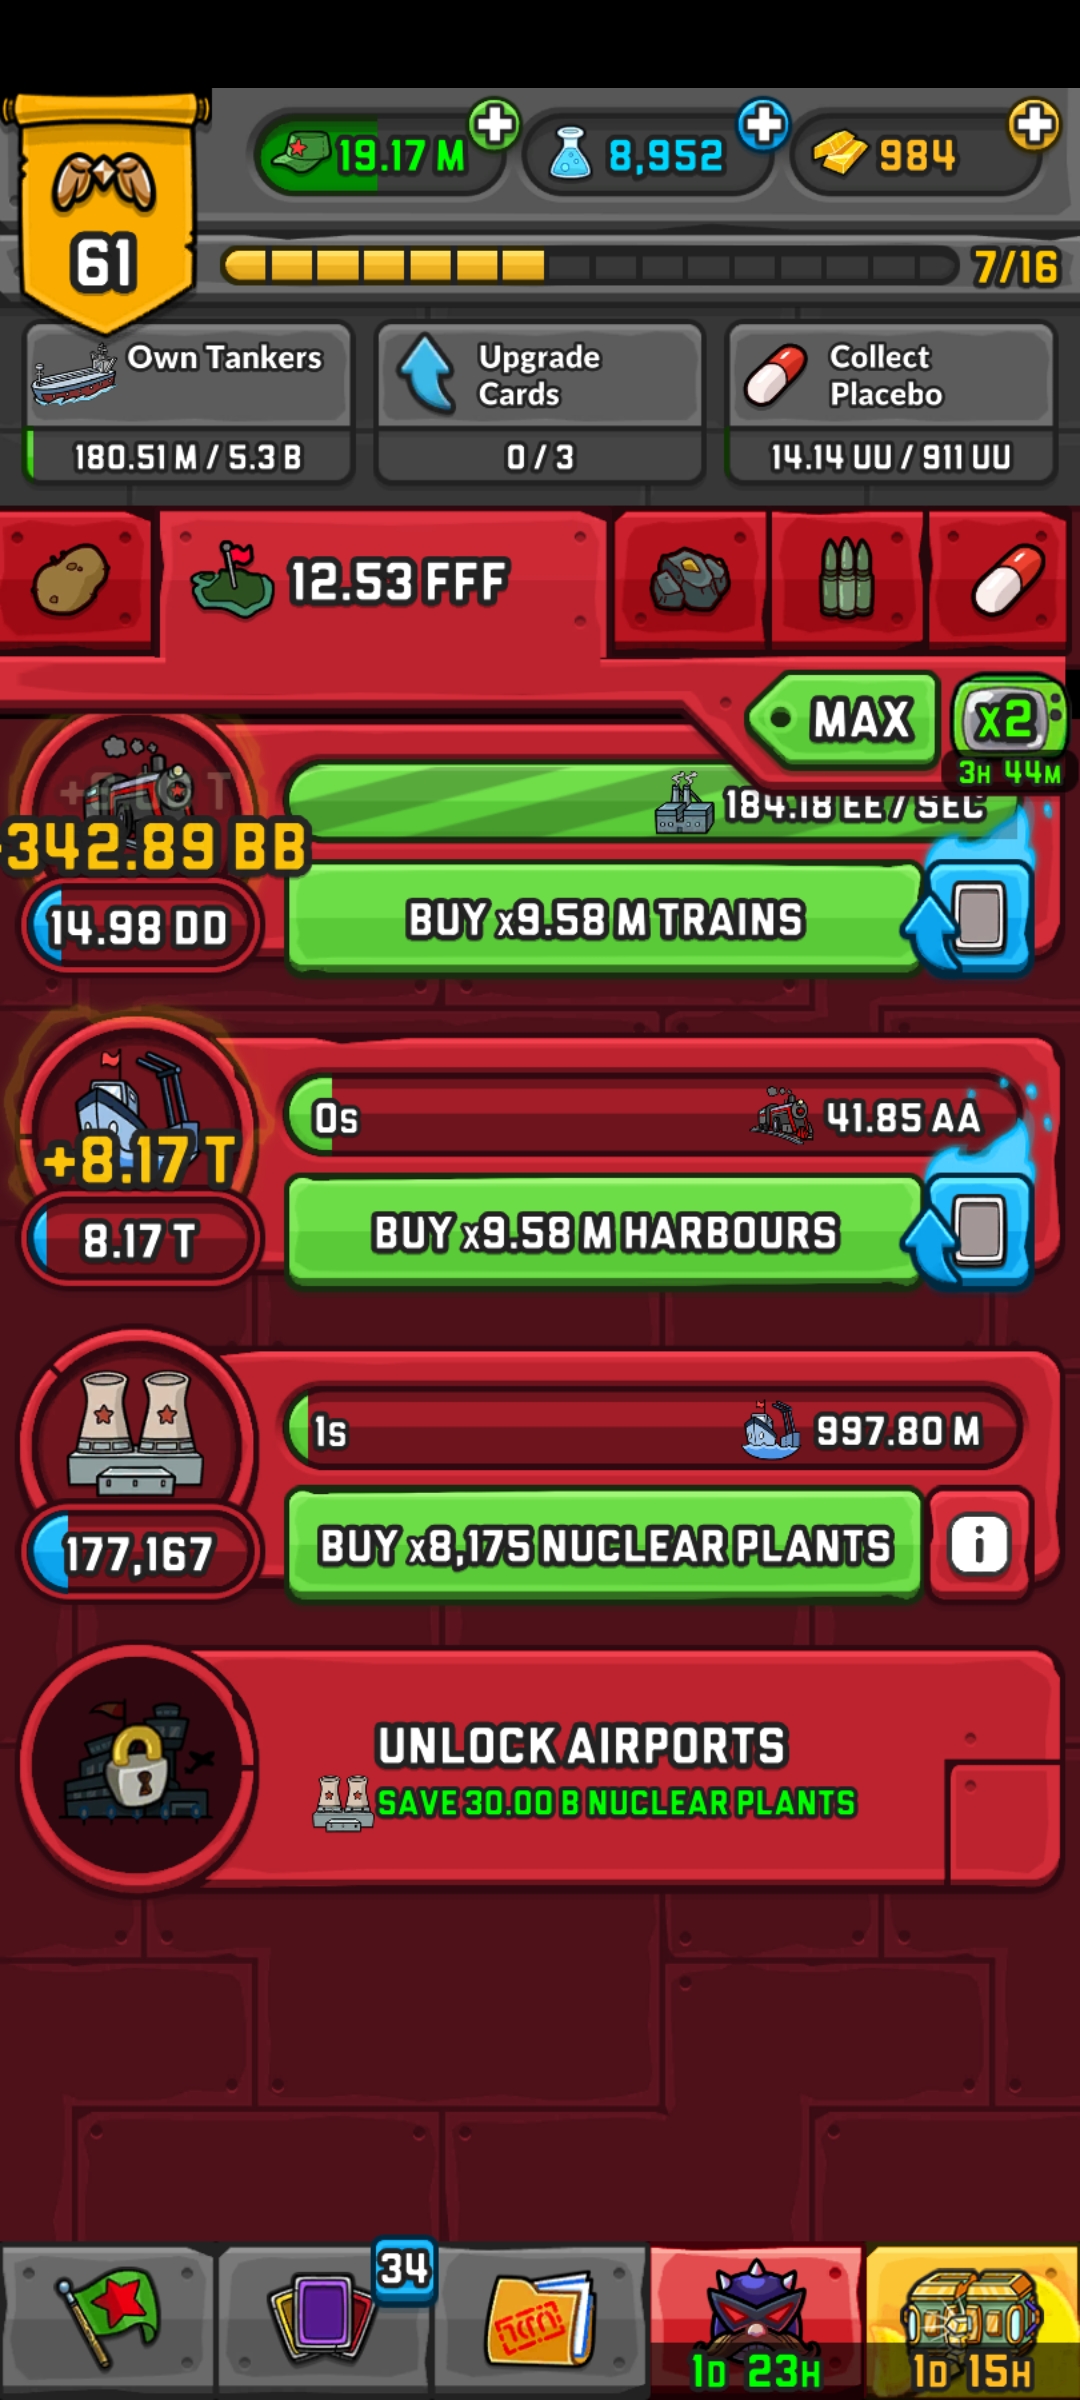 19.17 M
8,952
984
61
7/16
Own Tankers
180.51 M / 5.3 B
Upgrade
Cards
0 / 3
Collect
Placebo
14.14 UU / 911 UU
12.53 FFF
MAX
x2
3H 44M
184.18 EE / SEC
342.89 BB
14.98 DD
BUY x9.58 M TRAINS
0s
41.85 AA
+8.17 T
8.17 T
BUY x9.58 M HARBOURS
1s
997.80 M
177,167
BUY x8,175 NUCLEAR PLANTS
i
UNLOCK AIRPORTS
SAVE 30.00 B NUCLEAR PLANTS
34
1D 23H
1D 15H